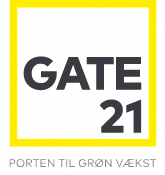 GATE
21
PORTEN TIL GRØN VÆKST